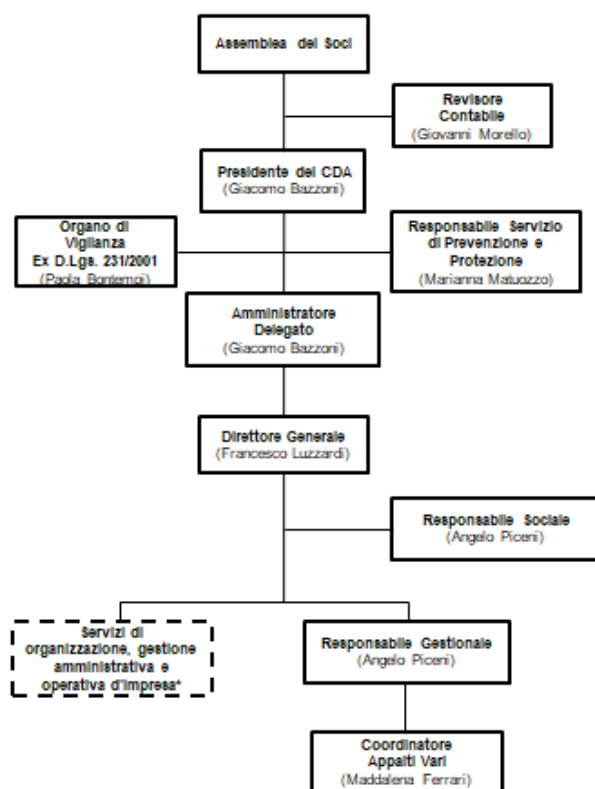 Assemblea dei Soci
Revisore
Contabile
(Giovanni Morello)
Presidente del CDA
(Giacomo Bazzoni)
Organo di
Vigilanza
Ex D.Lgs. 231/2001
(Paola Bontempi)
Responsabile Servizio
di Prevenzione e
Protezione
(Marianna Matuozzo)
Amministratore
Delegato
(Giacomo Bazzoni)
Direttore Generale
(Francesco Luzzardi)
Responsabile Sociale
(Angelo Piceni)
Servizi di
organizzazione, gestione
amministrativa e
operativa d'impresa*
Responsabile Gestionale
(Angelo Piceni)
Coordinatore
Appalti Vari
(Maddalena Ferrari)